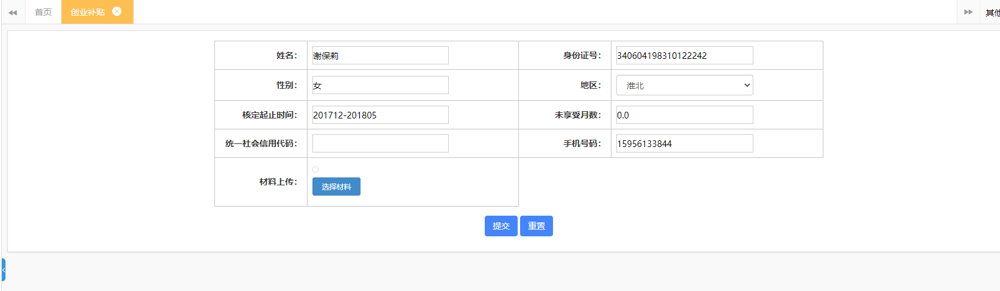 首页 创业补贴 其他
姓名： 谢保莉 身份证号： 340604198310122242
性别： 女 地区： 淮北
核定起止时间： 201712-201805 未享受月数： 0.0
统一社会信用代码： 手机号码： 15956133844
材料上传： 选择材料
提交 重置